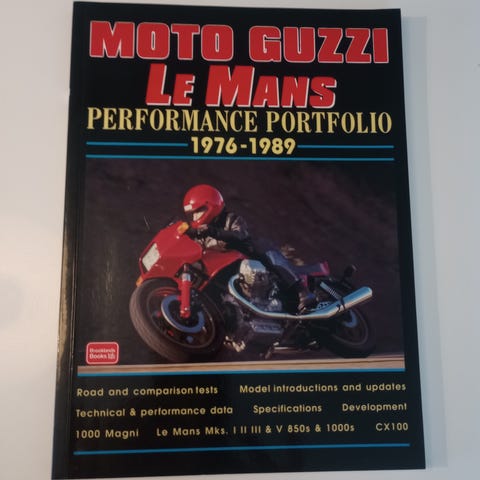 MOTO GUZZI
LE MANS
PERFORMANCE PORTFOLIO
1976-1989
Brooklands
Books
Road and comparison tests Model introductions and updates
Technical & performance data Specifications Development
1000 Magni Le Mans Mks. I II III & V 850s & 1000s CX100